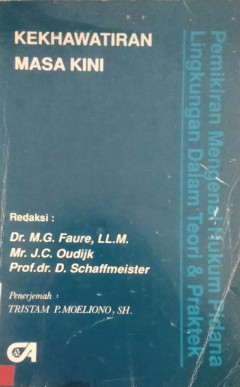 KEKHAWATIRAN
MASA KINI
Pemikiran Mengenai Hukum Pidana
Lingkungan Dalam Teori & Praktek
Redaksi :
Dr. M.G. Faure, LL.M.
Mr. J.C. Oudijk
Prof.dr. D. Schaffmeister
Penerjemah :
TRISTAM P.MOELIONO, SH.
C&A